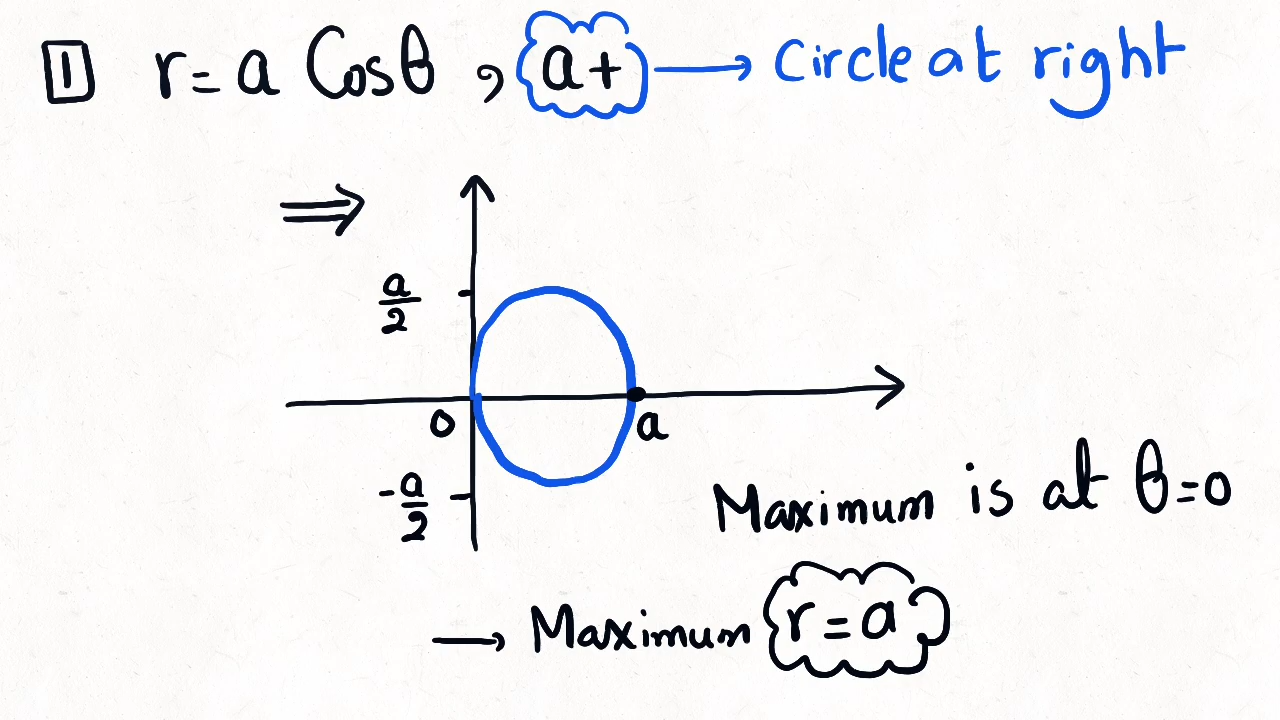 1 r = a Cosθ , a+ → Circle at right
⇒
a/2
0 a
-a/2
Maximum is at θ=0
→ Maximum r = a